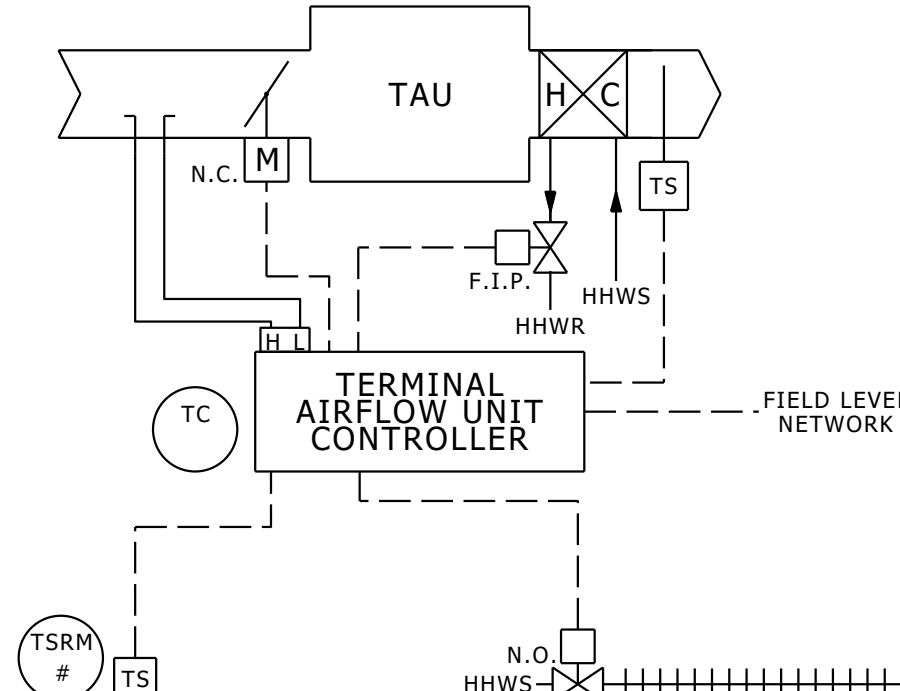 TAU
H C
M
N.C.
TS
F.I.P.
HHWS
HHWR
H L
TERMINAL
AIRFLOW UNIT
CONTROLLER
TC
FIELD LEVEL
NETWORK
TSRM
#
TS
N.O.
HHWS